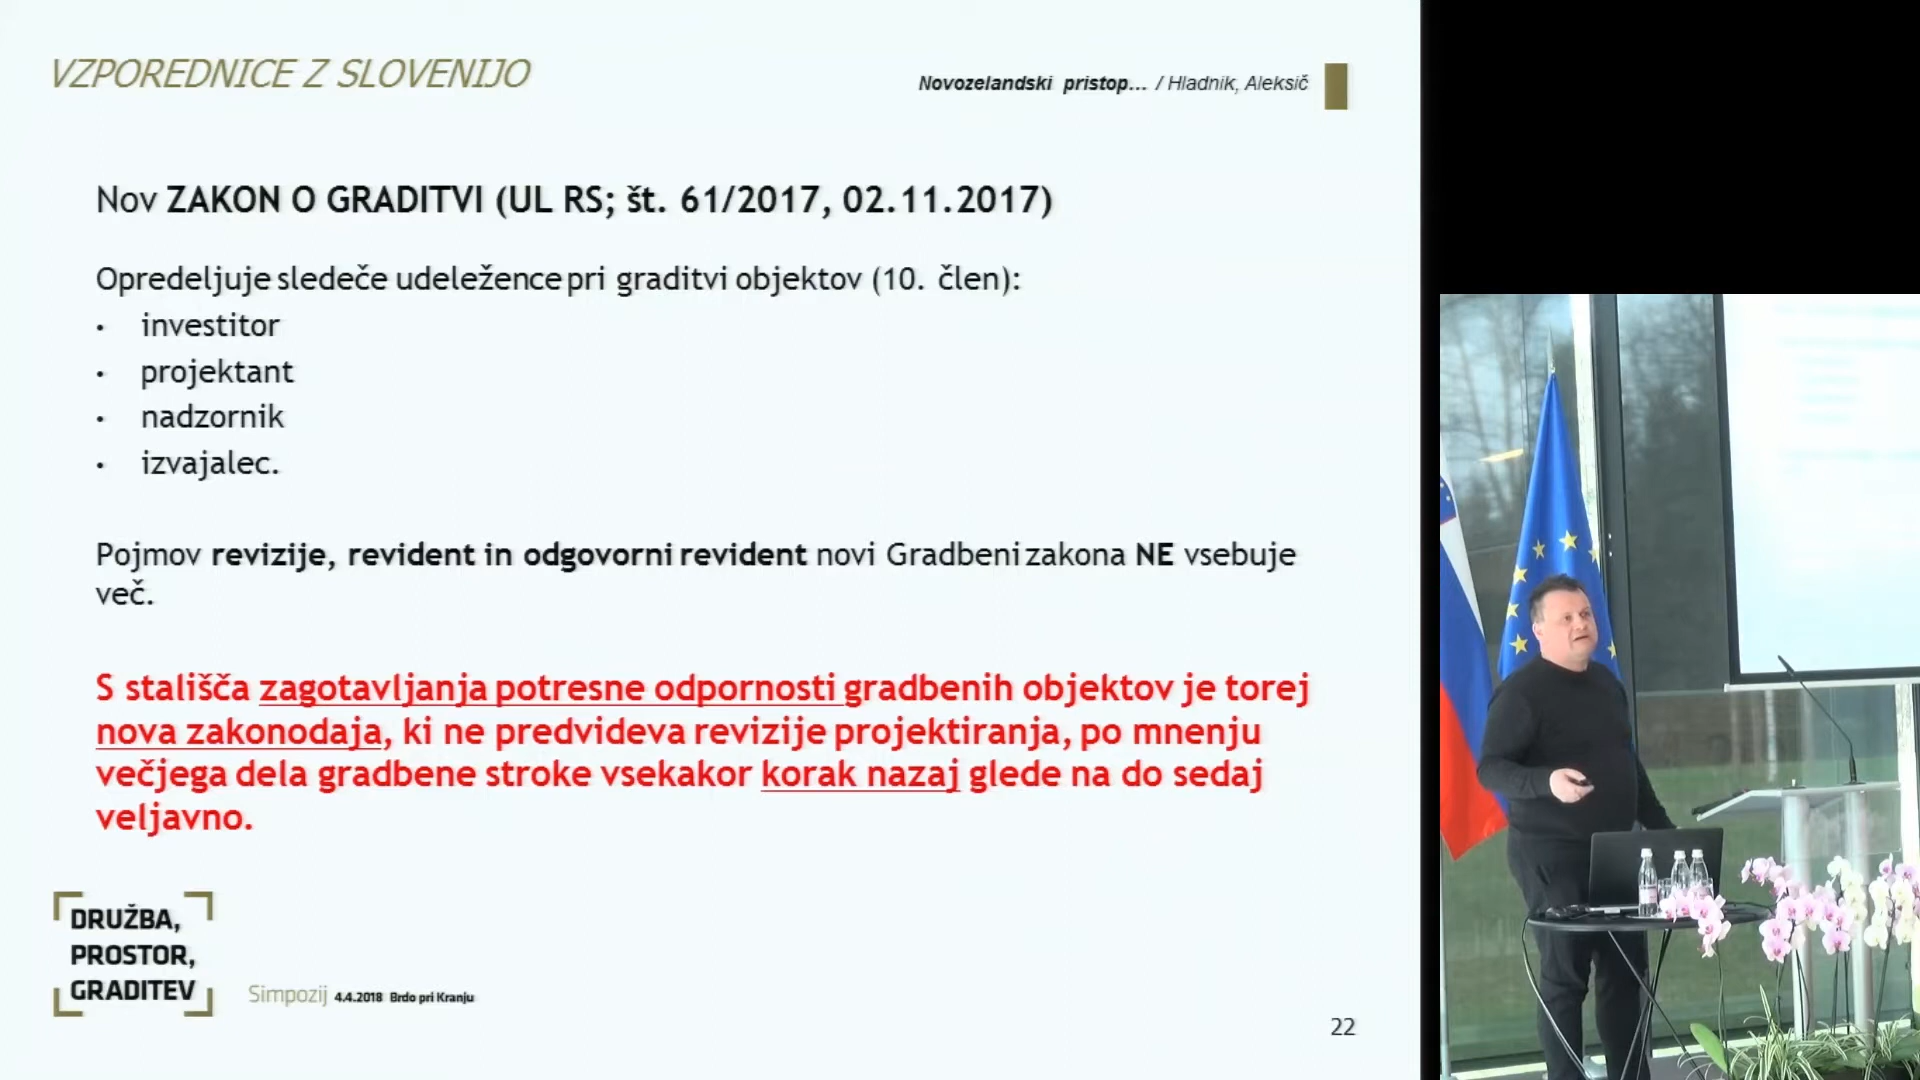 VZPOREDNICE Z SLOVENIJO
Novozelandski pristop... / Hladnik, Aleksič
Nov ZAKON O GRADITVI (UL RS; št. 61/2017, 02.11.2017)
Opredeljuje sledeče udeležence pri graditvi objektov (10. člen):
• investitor
• projektant
• nadzornik
• izvajalec.
Pojmov revizije, revident in odgovorni revident novi Gradbeni zakona NE vsebuje
več.
S stališča zagotavljanja potresne odpornosti gradbenih objektov je torej
nova zakonodaja, ki ne predvideva revizije projektiranja, po mnenju
večjega dela gradbene stroke vsekakor korak nazaj glede na do sedaj
veljavno.
DRUŽBA,
PROSTOR,
GRADITEV
Simpozij 4.4.2018 Brdo pri Kranju
22